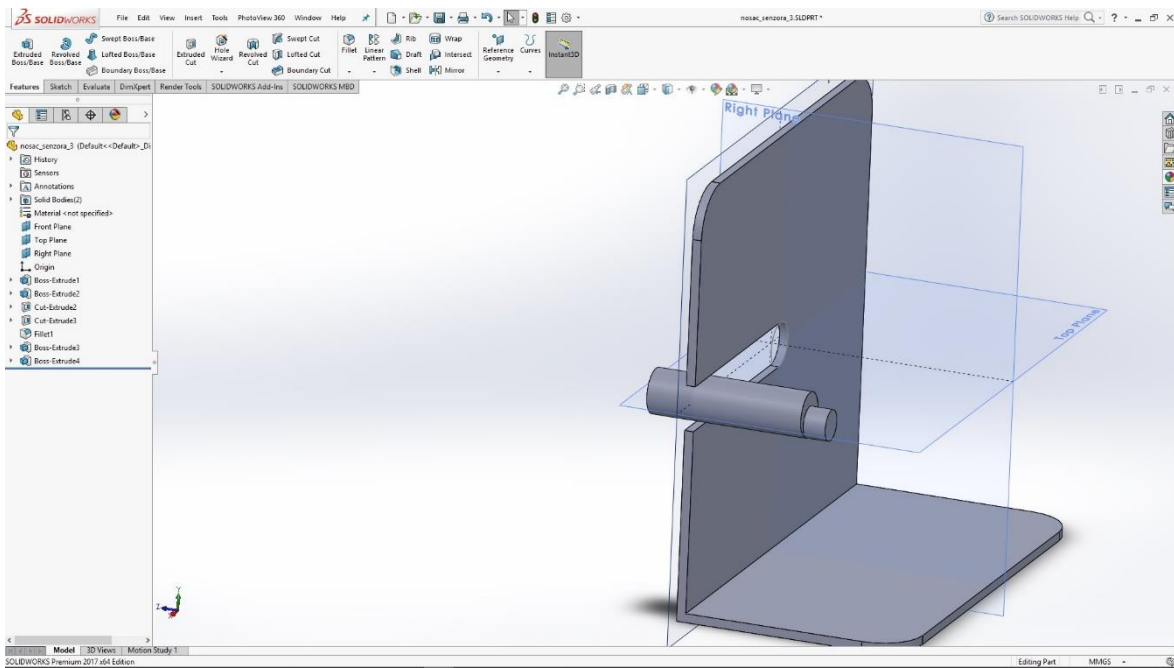 SOLIDWORKS File Edit View Insert Tools PhotoView 360 Window Help nosac_senzora_3.SLDPRT * Search SOLIDWORKS Help
Extruded Boss/Base
Revolved Boss/Base
Swept Boss/Base
Lofted Boss/Base
Boundary Boss/Base
Extruded Cut
Hole Wizard
Revolved Cut
Swept Cut
Lofted Cut
Boundary Cut
Fillet
Linear Pattern
Rib
Draft
Shell
Wrap
Intersect
Mirror
Reference Geometry
Curves
Instant3D
Features Sketch Evaluate DimXpert Render Tools SOLIDWORKS Add-Ins SOLIDWORKS MBD
nosac_senzora_3 (Default<<Default>_Di
History
Sensors
Annotations
Solid Bodies(2)
Material <not specified>
Front Plane
Top Plane
Right Plane
Origin
Boss-Extrude1
Boss-Extrude2
Cut-Extrude2
Cut-Extrude3
Fillet1
Boss-Extrude3
Boss-Extrude4
Right Plane
Top Plane
Y
Z
Model 3D Views Motion Study 1
SOLIDWORKS Premium 2017 x64 Edition Editing Part MMGS